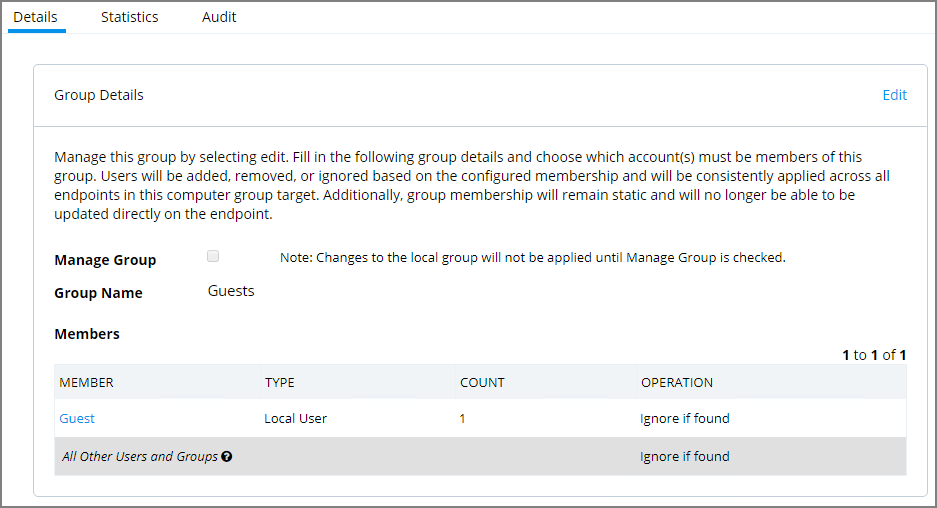 Details Statistics Audit
Group Details Edit
Manage this group by selecting edit. Fill in the following group details and choose which account(s) must be members of this
group. Users will be added, removed, or ignored based on the configured membership and will be consistently applied across all
endpoints in this computer group target. Additionally, group membership will remain static and will no longer be able to be
updated directly on the endpoint.
Manage Group Note: Changes to the local group will not be applied until Manage Group is checked.
Group Name Guests
Members
1 to 1 of 1
MEMBER TYPE COUNT OPERATION
Guest Local User 1 Ignore if found
All Other Users and Groups ? Ignore if found